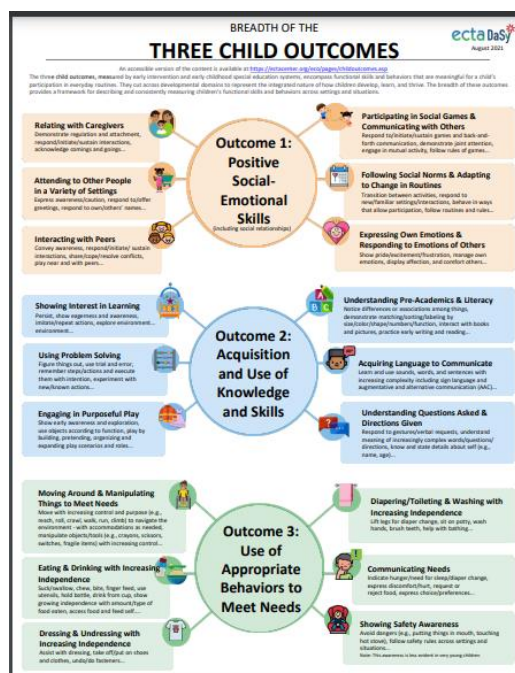 BREADTH OF THE
THREE CHILD OUTCOMES
ecta DaSy
August 2021
An accessible version of the content is available at https://ectacenter.org/eco/pages/childoutcomes.asp
The three child outcomes, measured by early intervention and early childhood special education systems, encompass functional skills and behaviors that are meaningful for a child's
participation in everyday routines. They cut across developmental domains to represent the integrated nature of how children develop, learn, and thrive. The breadth of these outcomes
provides a framework for describing and consistently measuring children's functional skills and behaviors across settings and situations.
Outcome 1:
Positive
Social-
Emotional
Skills
(including social relationships)
Relating with Caregivers
Demonstrate regulation and attachment,
respond/initiate/sustain interactions,
acknowledge comings and goings...
Attending to Other People
in a Variety of Settings
Express awareness/caution, respond to/offer
greetings, respond to own/others' names...
Interacting with Peers
Convey awareness, respond/initiate/ sustain
interactions, share/cope/resolve conflicts,
play near and with peers...
Participating in Social Games &
Communicating with Others
Respond to/initiate/sustain games and back-and-
forth communication, demonstrate joint attention,
engage in mutual activity, follow rules of games...
Following Social Norms & Adapting
to Change in Routines
Transition between activities, respond to
new/familiar settings/interactions, behave in ways
that allow participation, follow routines and rules...
Expressing Own Emotions &
Responding to Emotions of Others
Show pride/excitement/frustration, manage own
emotions, display affection, and comfort others...
Outcome 2:
Acquisition
and Use of
Knowledge
and Skills
Showing Interest in Learning
Persist, show eagerness and awareness,
imitate/repeat actions, explore environment...
environment...
Using Problem Solving
Figure things out, use trial and error,
remember steps/actions and execute
them with intention, experiment with
new/known actions...
Engaging in Purposeful Play
Show early awareness and exploration,
use objects according to function, play by
building, pretending, organizing and
expanding play scenarios and roles...
Understanding Pre-Academics & Literacy
Notice differences or associations among things,
demonstrate matching/sorting/labeling by
size/color/shape/numbers/function, interact with books
and pictures, practice early writing and reading...
Acquiring Language to Communicate
Learn and use sounds, words, and sentences with
increasing complexity including sign language and
augmentative and alternative communication (AAC)...
Understanding Questions Asked &
Directions Given
Respond to gestures/verbal requests, understand
meaning of increasingly complex words/questions/
directions, know and state details about self (e.g.,
name, age)...
Outcome 3:
Use of
Appropriate
Behaviors to
Meet Needs
Moving Around & Manipulating
Things to Meet Needs
Move with increasing control and purpose (e.g.,
reach, roll, crawl, walk, run, climb) to navigate the
environment - with accommodations as needed,
manipulate objects/tools (e.g., crayons, scissors,
switches, fragile items) with increasing control...
Eating & Drinking with Increasing
Independence
Suck/swallow, chew, bite, finger feed, use
utensils, hold bottle, drink from cup, show
growing independence with amount/type of
food eaten, access food and feed self...
Dressing & Undressing with
Increasing Independence
Assist with dressing, take off/put on shoes
and clothes, undo/do fasteners...
Diapering/Toileting & Washing with
Increasing Independence
Lift legs for diaper change, sit on potty, wash
hands, brush teeth, help with bathing...
Communicating Needs
Indicate hunger/need for sleep/diaper change,
express discomfort/hurt, request or
reject food, express choice/preferences...
Showing Safety Awareness
Avoid dangers (e.g., putting things in mouth, touching
hot stove), follow safety rules across settings and
situations...
Note: This awareness is less evident in very young children